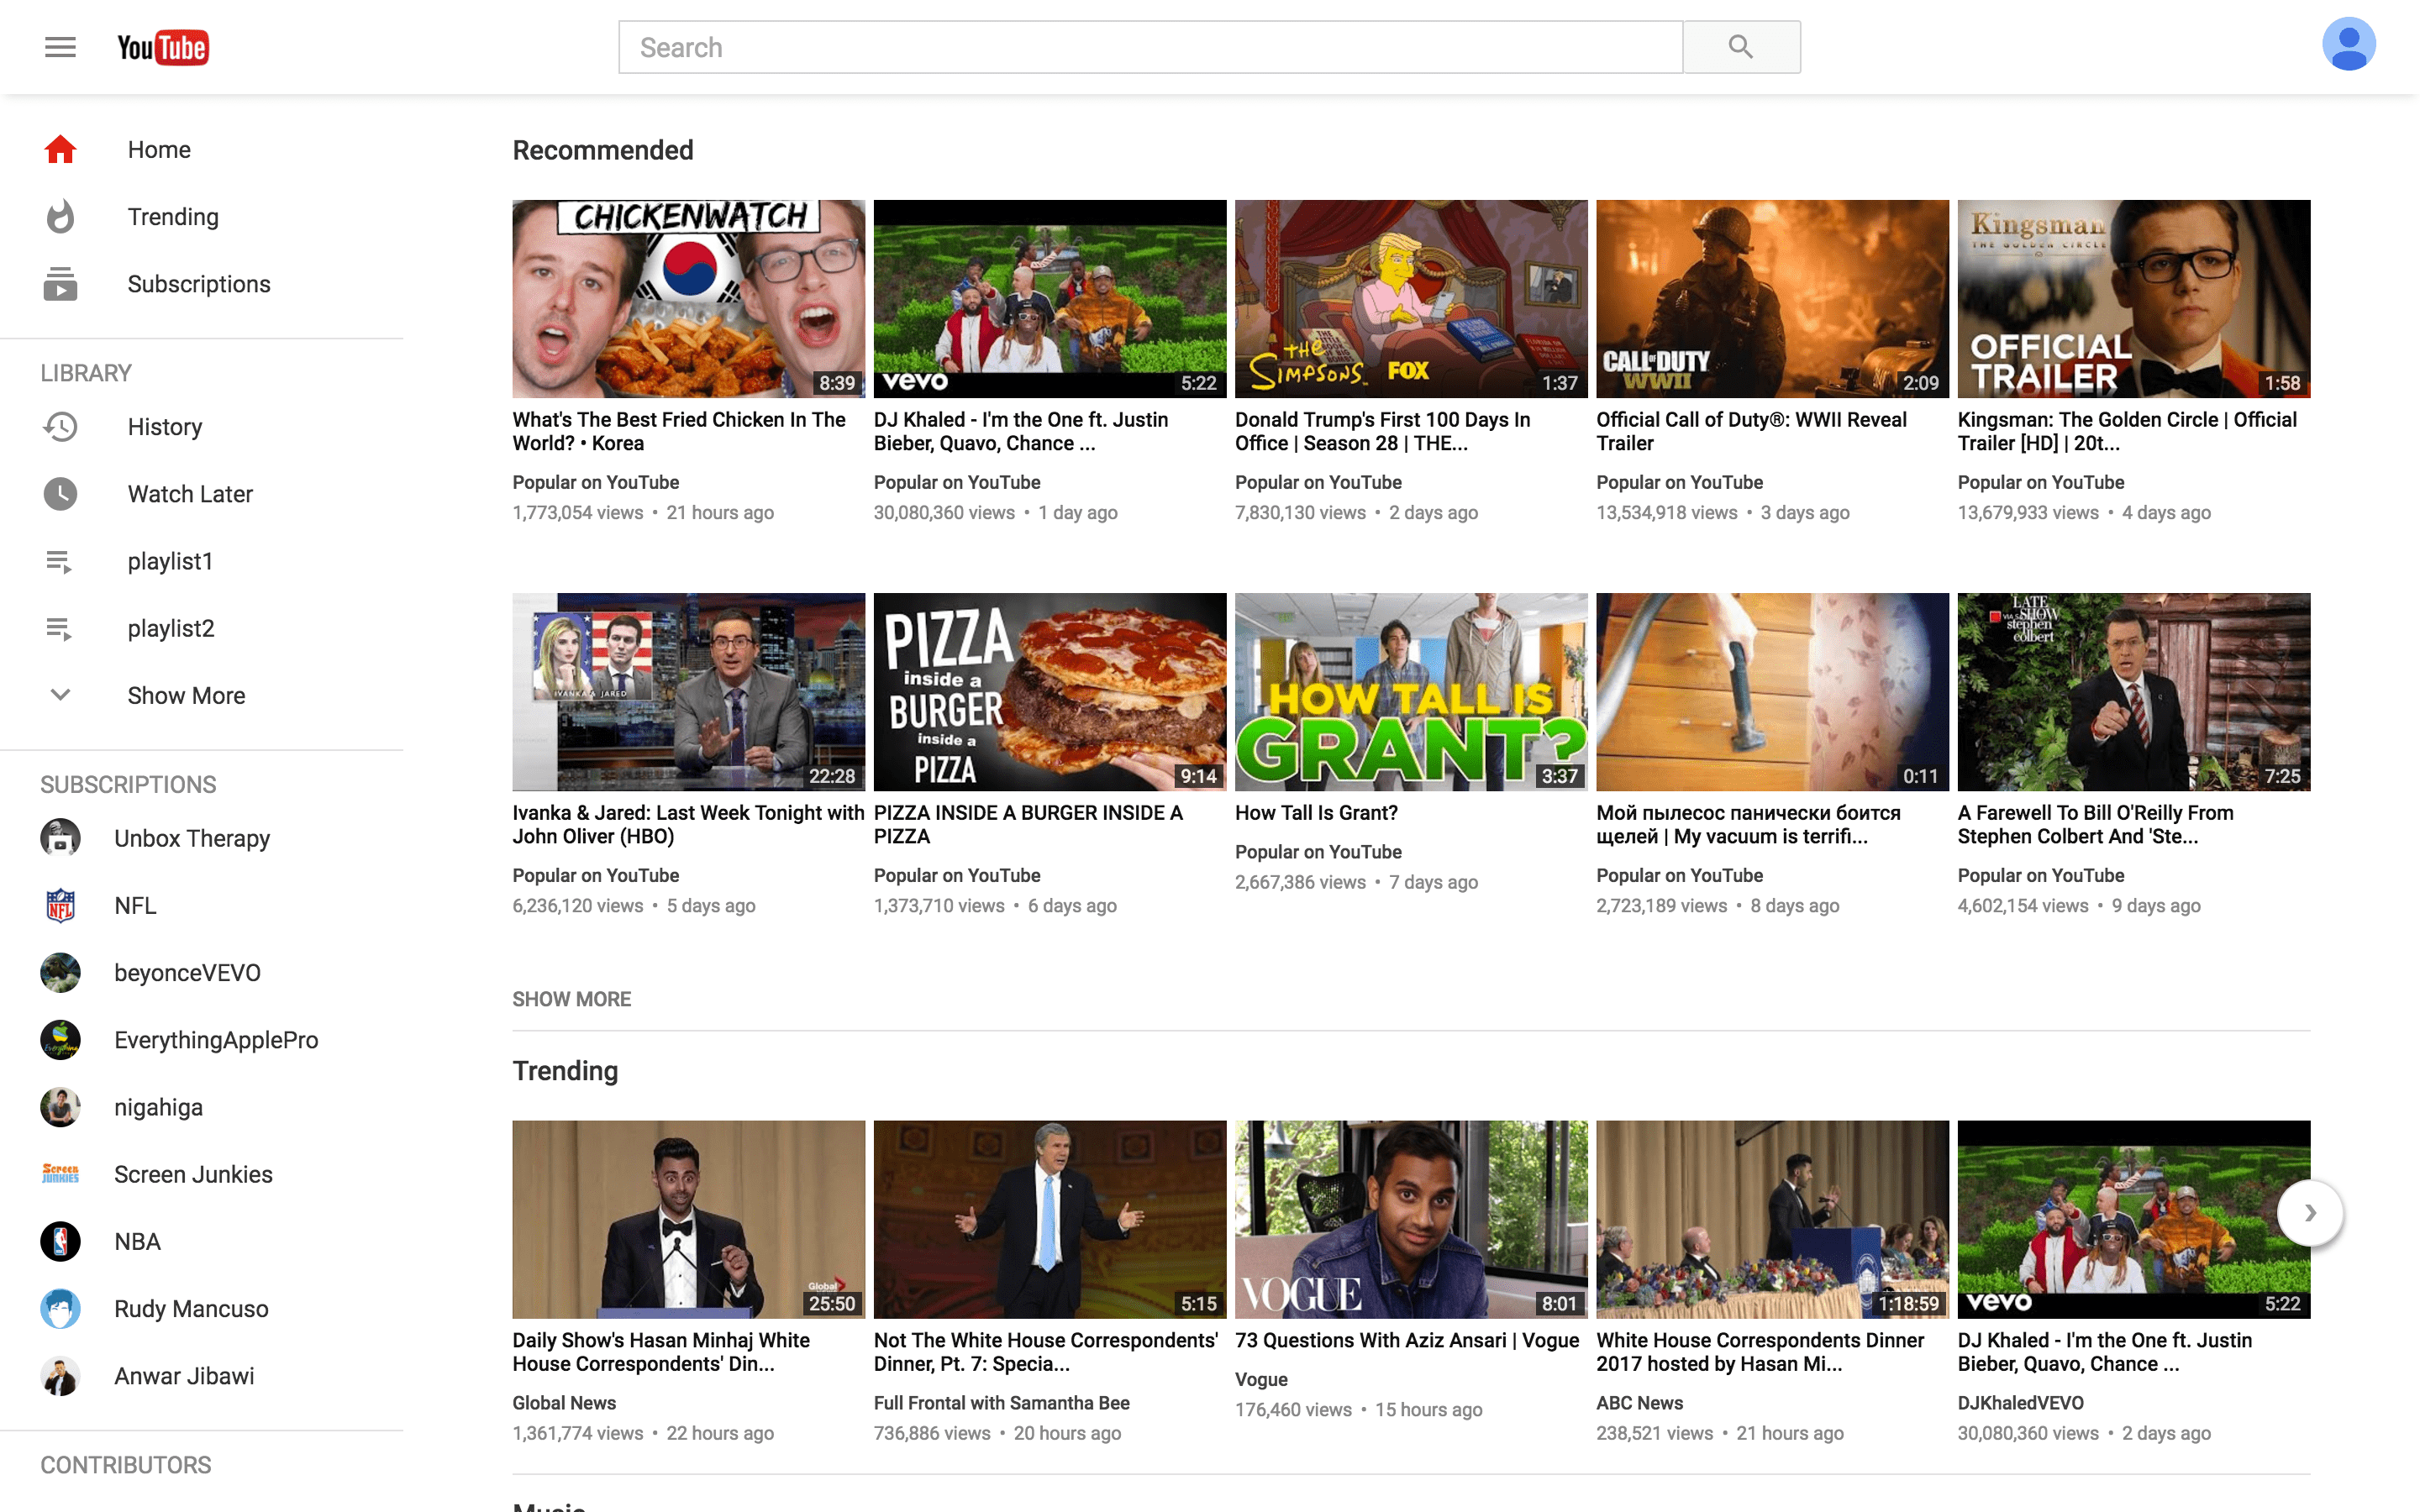 YouTube
Search
Home
Trending
Subscriptions
LIBRARY
History
Watch Later
playlist1
playlist2
Show More
SUBSCRIPTIONS
Unbox Therapy
NFL
beyonceVEVO
EverythingApplePro
nigahiga
Screen Junkies
NBA
Rudy Mancuso
Anwar Jibawi
CONTRIBUTORS
Recommended
CHICKENWATCH
8:39
What's The Best Fried Chicken In The
World? • Korea
Popular on YouTube
1,773,054 views • 21 hours ago
vevo
5:22
DJ Khaled - I'm the One ft. Justin
Bieber, Quavo, Chance ...
Popular on YouTube
30,080,360 views • 1 day ago
THE
SIMPSONS
FOX
1:37
Donald Trump's First 100 Days In
Office | Season 28 | THE...
Popular on YouTube
7,830,130 views • 2 days ago
CALL OF DUTY
WWII
2:09
Official Call of Duty®: WWII Reveal
Trailer
Popular on YouTube
13,534,918 views • 3 days ago
Kingsman
THE GOLDEN CIRCLE
OFFICIAL
TRAILER
1:58
Kingsman: The Golden Circle | Official
Trailer [HD] | 20t...
Popular on YouTube
13,679,933 views • 4 days ago
IVANKA & JARED
22:28
Ivanka & Jared: Last Week Tonight with
John Oliver (HBO)
Popular on YouTube
6,236,120 views • 5 days ago
PIZZA
inside a
BURGER
inside a
PIZZA
9:14
PIZZA INSIDE A BURGER INSIDE A
PIZZA
Popular on YouTube
1,373,710 views • 6 days ago
HOW TALL IS
GRANT?
3:37
How Tall Is Grant?
Popular on YouTube
2,667,386 views • 7 days ago
0:11
Мой пылесос панически боится
щелей | My vacuum is terrifi...
Popular on YouTube
2,723,189 views • 8 days ago
LATE
SHOW
stephen
colbert
7:25
A Farewell To Bill O'Reilly From
Stephen Colbert And 'Ste...
Popular on YouTube
4,602,154 views • 9 days ago
SHOW MORE
Trending
Global
25:50
Daily Show's Hasan Minhaj White
House Correspondents' Din...
Global News
1,361,774 views • 22 hours ago
5:15
Not The White House Correspondents'
Dinner, Pt. 7: Specia...
Full Frontal with Samantha Bee
736,886 views • 20 hours ago
VOGUE
8:01
73 Questions With Aziz Ansari | Vogue
Vogue
176,460 views • 15 hours ago
1:18:59
White House Correspondents Dinner
2017 hosted by Hasan Mi...
ABC News
238,521 views • 21 hours ago
vevo
5:22
DJ Khaled - I'm the One ft. Justin
Bieber, Quavo, Chance ...
DJKhaledVEVO
30,080,360 views • 2 days ago